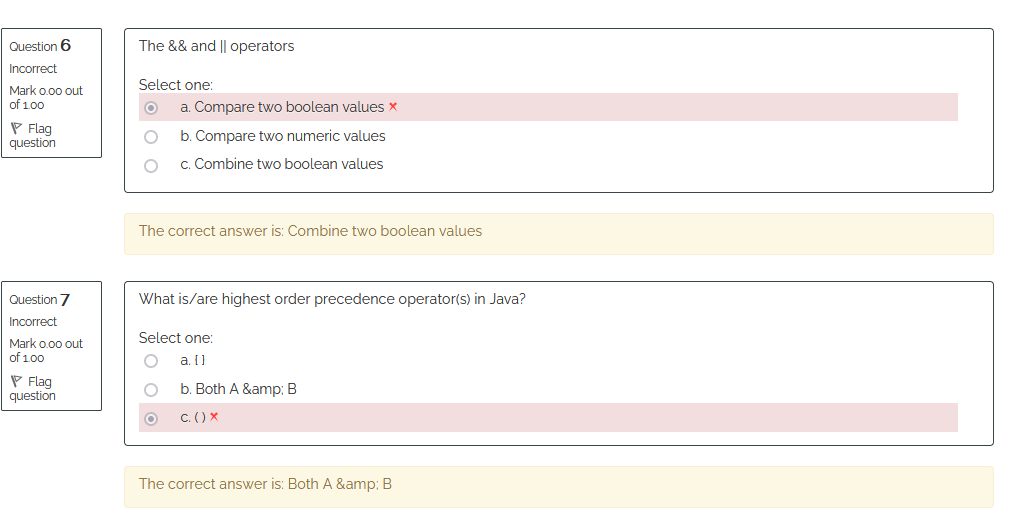 Question 6
Incorrect
Mark 0.00 out
of 1.00
Flag
question
The && and || operators
Select one:
a. Compare two boolean values
b. Compare two numeric values
c. Combine two boolean values
The correct answer is: Combine two boolean values
Question 7
Incorrect
Mark 0.00 out
of 1.00
Flag
question
What is/are highest order precedence operator(s) in Java?
Select one:
a. { }
b. Both A &amp; B
c. ( )
The correct answer is: Both A &amp; B